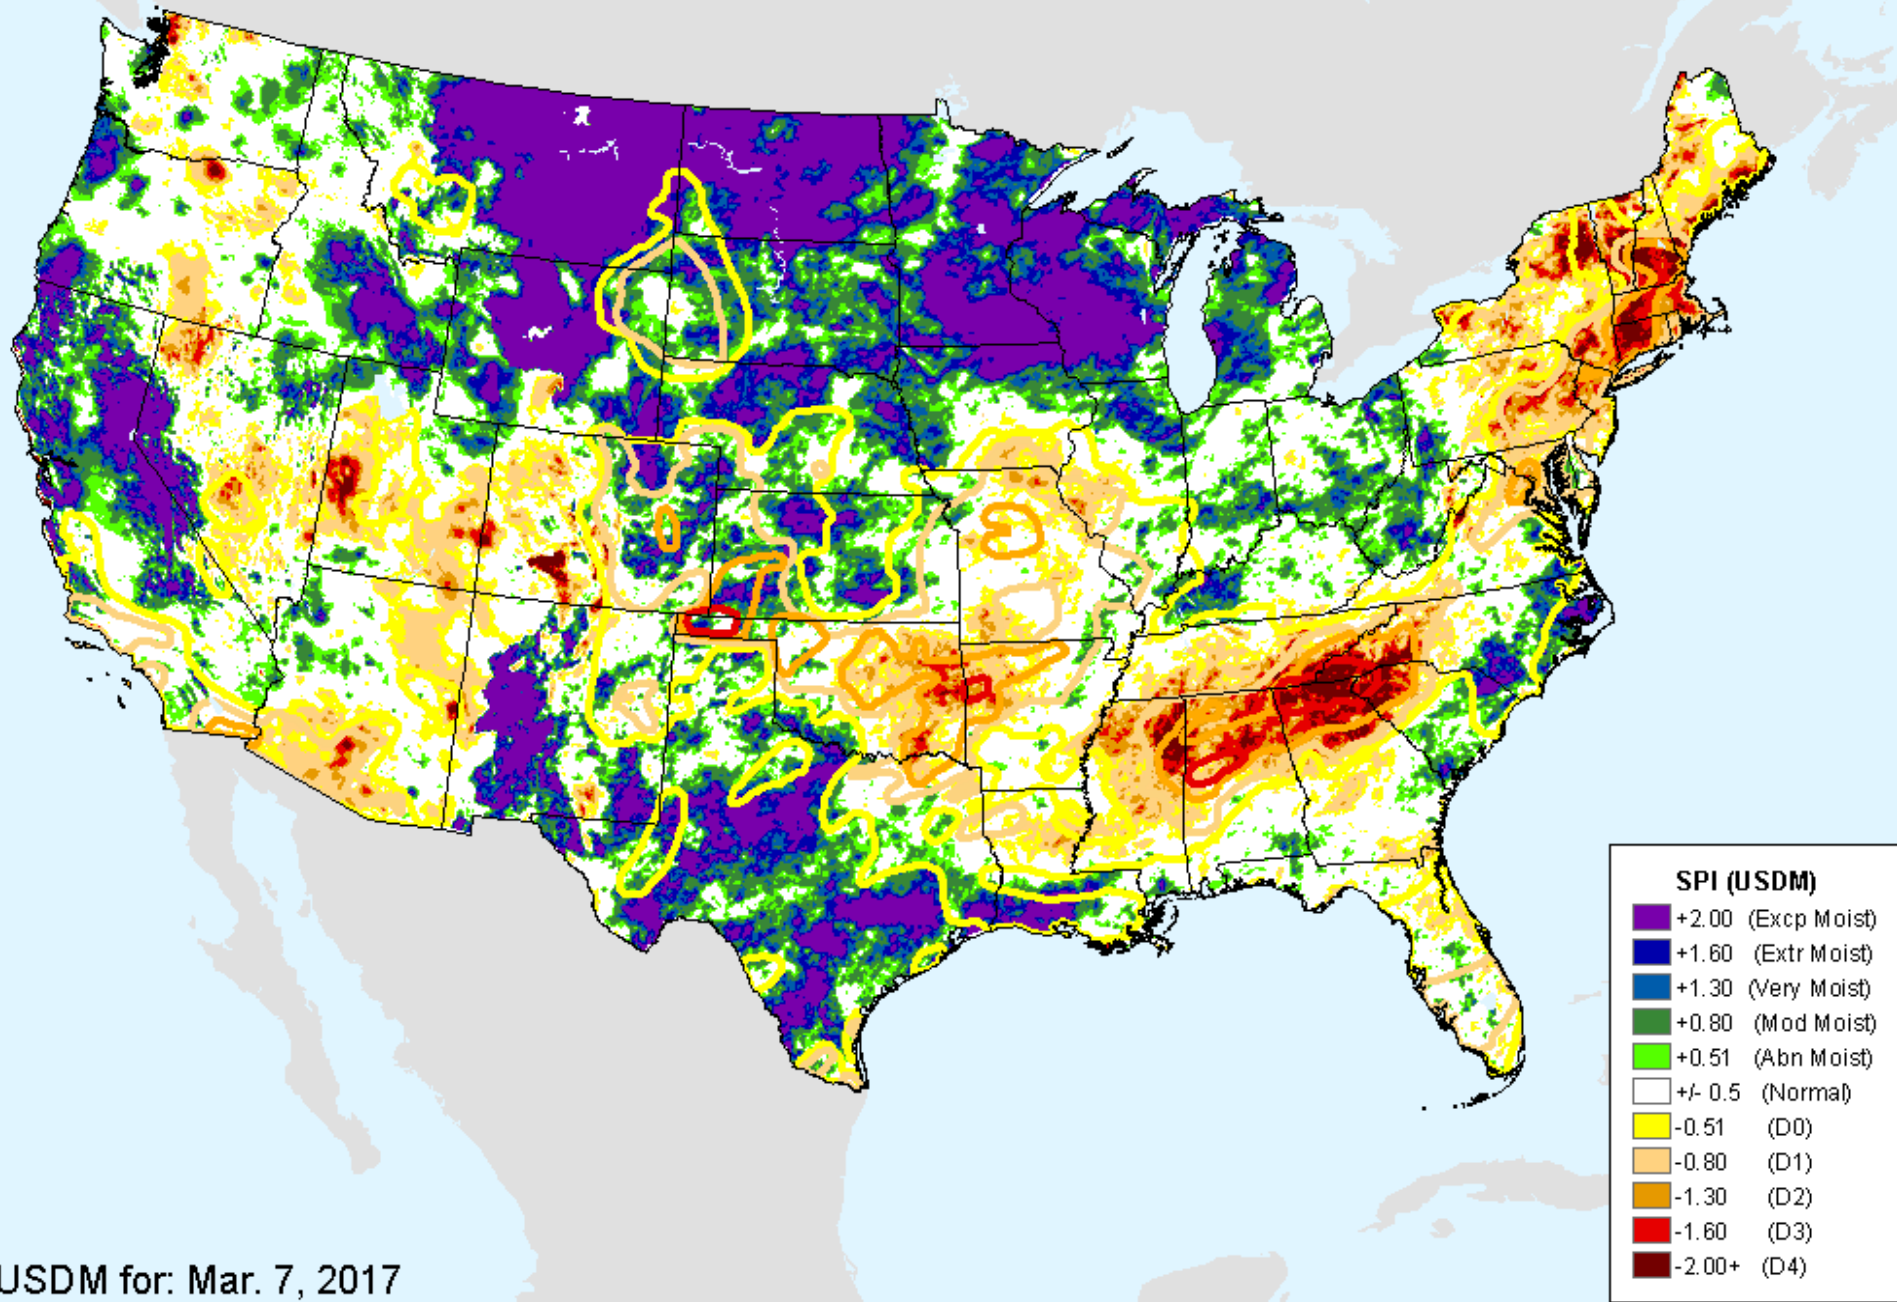 SPI (USDM)
+2.00 (Excp Moist)
+1.60 (Extr Moist)
+1.30 (Very Moist)
+0.80 (Mod Moist)
+0.51 (Abn Moist)
+/- 0.5 (Normal)
-0.51 (D0)
-0.80 (D1)
-1.30 (D2)
-1.60 (D3)
-2.00+ (D4)
USDM for: Mar. 7, 2017